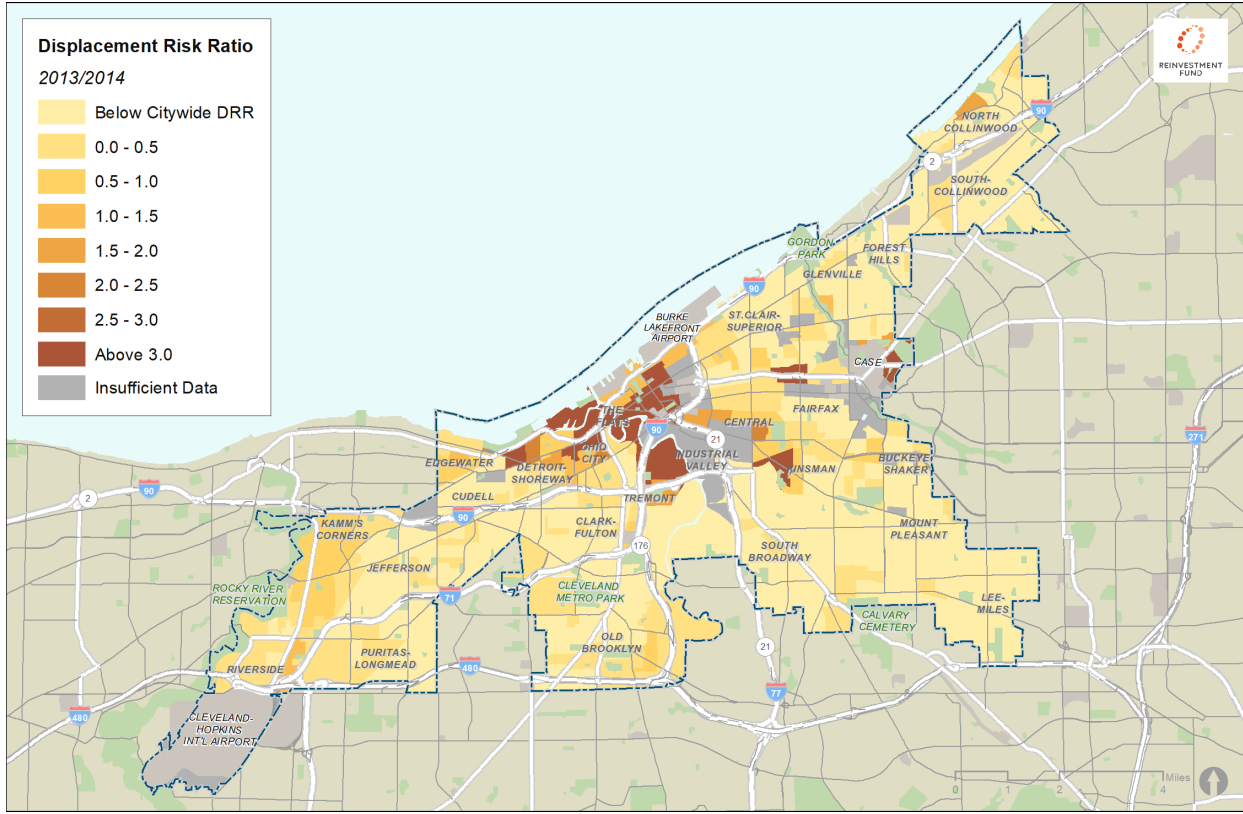 Displacement Risk Ratio
2013/2014
Below Citywide DRR
0.0 - 0.5
0.5 - 1.0
1.0 - 1.5
1.5 - 2.0
2.0 - 2.5
2.5 - 3.0
Above 3.0
Insufficient Data
REINVESTMENT
FUND
90
NORTH
COLLINWOOD
2
SOUTH-
COLLINWOOD
GORDON
PARK
FOREST
HILLS
GLENVILLE
90
BURKE
LAKEFRONT
AIRPORT
ST.CLAIR-
SUPERIOR
CASE
THE
FLATS
90
CENTRAL
FAIRFAX
21
271
OHIO
CITY
INDUSTRIAL
VALLEY
EDGEWATER
DETROIT-
SHOREWAY
KINSMAN
BUCKEYE-
SHAKER
2
90
CUDELL
TREMONT
90
KAMM'S
CORNERS
CLARK-
FULTON
MOUNT
PLEASANT
176
SOUTH
BROADWAY
JEFFERSON
ROCKY RIVER
RESERVATION
71
CLEVELAND
METRO PARK
LEE-
MILES
CALVARY
CEMETERY
OLD
BROOKLYN
21
PURITAS-
LONGMEAD
RIVERSIDE
480
77
480
CLEVELAND-
HOPKINS
INT'L AIRPORT
Miles
0 1 2 4